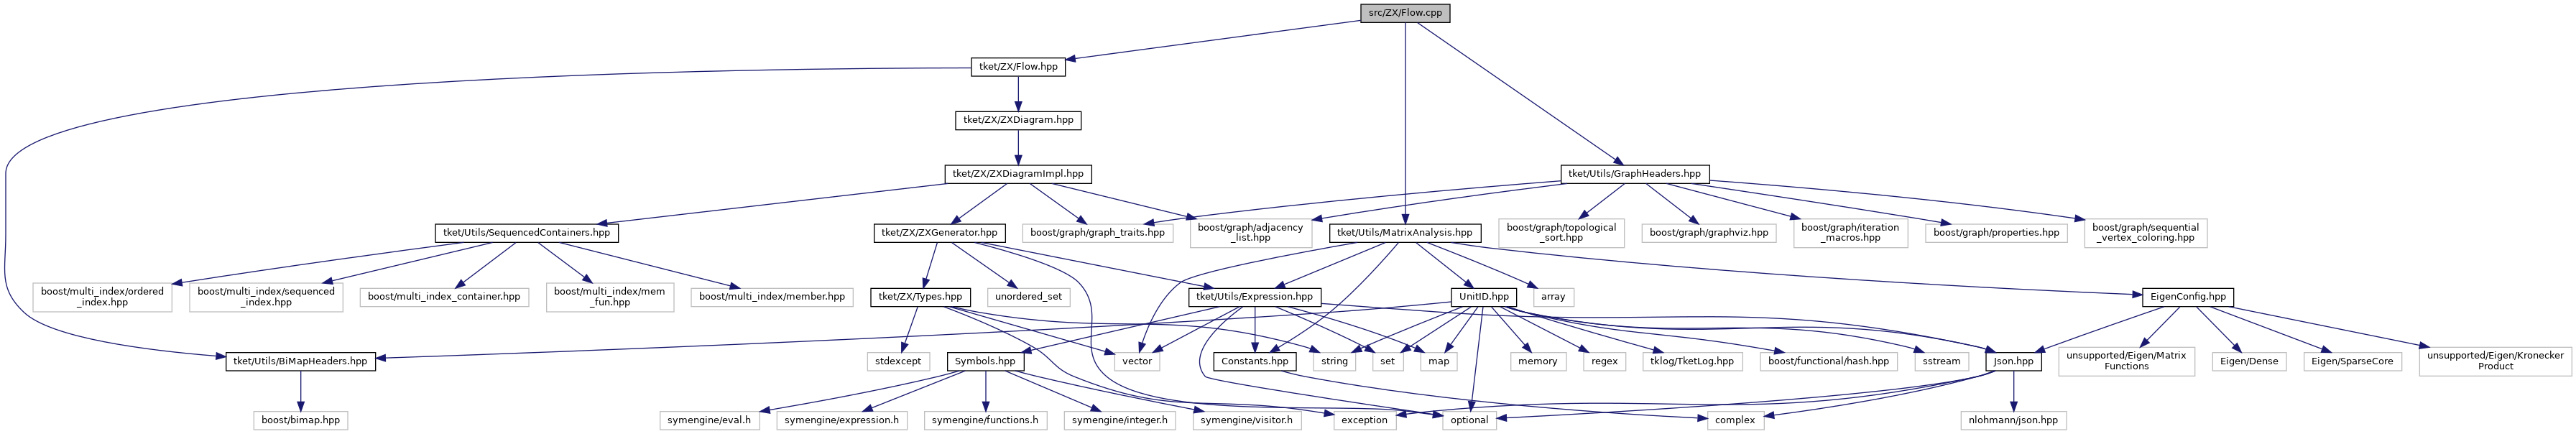 src/ZX/Flow.cpp
tket/ZX/Flow.hpp
tket/ZX/ZXDiagram.hpp
tket/ZX/ZXDiagramImpl.hpp
tket/Utils/GraphHeaders.hpp
tket/Utils/SequencedContainers.hpp
tket/ZX/ZXGenerator.hpp
boost/graph/graph_traits.hpp
boost/graph/adjacency
_list.hpp
tket/Utils/MatrixAnalysis.hpp
boost/graph/topological
_sort.hpp
boost/graph/graphviz.hpp
boost/graph/iteration
_macros.hpp
boost/graph/properties.hpp
boost/graph/sequential
_vertex_coloring.hpp
boost/multi_index/ordered
_index.hpp
boost/multi_index/sequenced
_index.hpp
boost/multi_index_container.hpp
boost/multi_index/mem
_fun.hpp
boost/multi_index/member.hpp
tket/ZX/Types.hpp
unordered_set
tket/Utils/Expression.hpp
UnitID.hpp
array
EigenConfig.hpp
tket/Utils/BiMapHeaders.hpp
stdexcept
Symbols.hpp
vector
Constants.hpp
string
set
map
memory
regex
tklog/TketLog.hpp
boost/functional/hash.hpp
sstream
Json.hpp
unsupported/Eigen/Matrix
Functions
Eigen/Dense
Eigen/SparseCore
unsupported/Eigen/Kronecker
Product
boost/bimap.hpp
symengine/eval.h
symengine/expression.h
symengine/functions.h
symengine/integer.h
symengine/visitor.h
exception
optional
complex
nlohmann/json.hpp